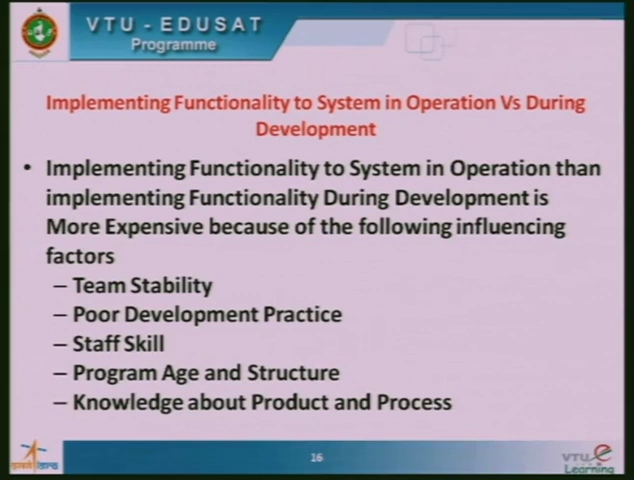 VTU - EDUSAT
Programme
Implementing Functionality to System in Operation Vs During
Development
• Implementing Functionality to System in Operation than
implementing Functionality During Development is
More Expensive because of the following influencing
factors
– Team Stability
– Poor Development Practice
– Staff Skill
– Program Age and Structure
– Knowledge about Product and Process
16
VTU e
Learning